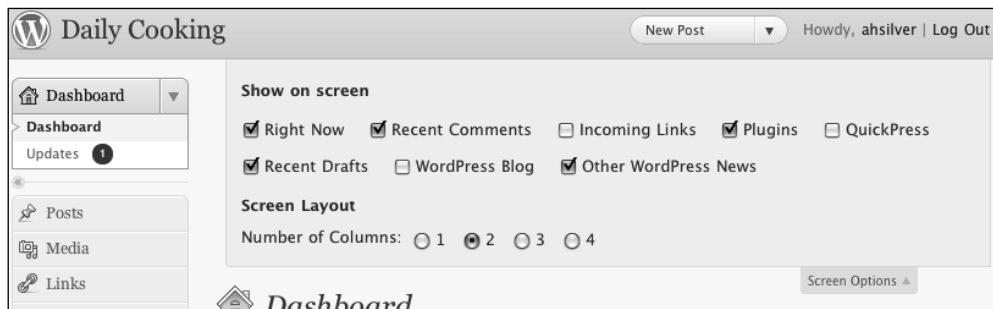 Daily Cooking
New Post
Howdy, ahsilver | Log Out
Dashboard
Dashboard
Updates 1
Posts
Media
Links
Show on screen
Right Now Recent Comments Incoming Links Plugins QuickPress
Recent Drafts WordPress Blog Other WordPress News
Screen Layout
Number of Columns: 1 2 3 4
Screen Options
Dashboard